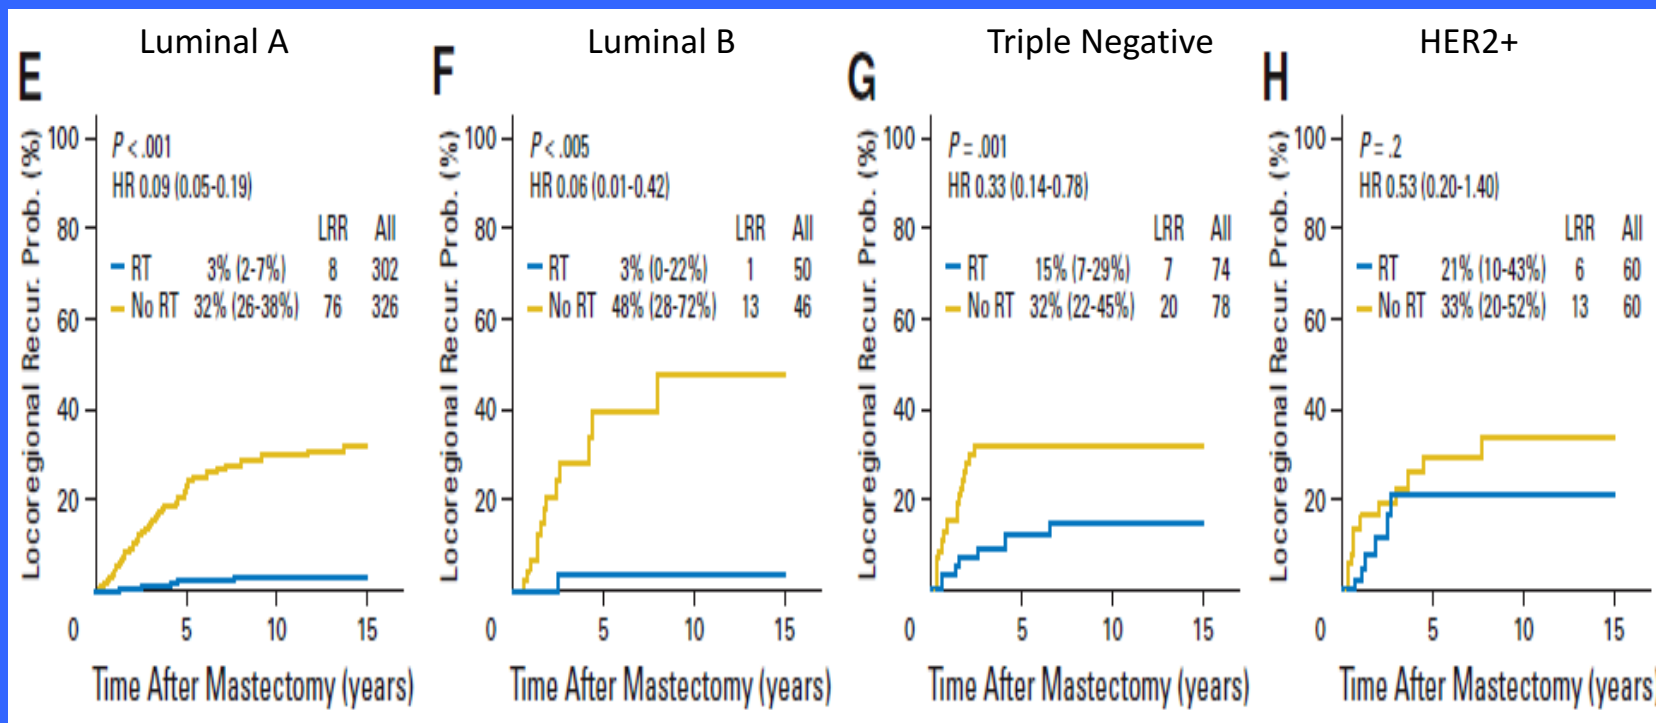 Luminal A
E
Locoregional Recur. Prob. (%)
100
80
60
40
20
P < .001
HR 0.09 (0.05-0.19)
LRR All
RT 3% (2-7%) 8 302
No RT 32% (26-38%) 76 326
0 5 10 15
Time After Mastectomy (years)
Luminal B
F
Locoregional Recur. Prob. (%)
100
80
60
40
20
P < .005
HR 0.06 (0.01-0.42)
LRR All
RT 3% (0-22%) 1 50
No RT 48% (28-72%) 13 46
0 5 10 15
Time After Mastectomy (years)
Triple Negative
G
Locoregional Recur. Prob. (%)
100
80
60
40
20
P = .001
HR 0.33 (0.14-0.78)
LRR All
RT 15% (7-29%) 7 74
No RT 32% (22-45%) 20 78
0 5 10 15
Time After Mastectomy (years)
HER2+
H
Locoregional Recur. Prob. (%)
100
80
60
40
20
P = .2
HR 0.53 (0.20-1.40)
LRR All
RT 21% (10-43%) 6 60
No RT 33% (20-52%) 13 60
0 5 10 15
Time After Mastectomy (years)